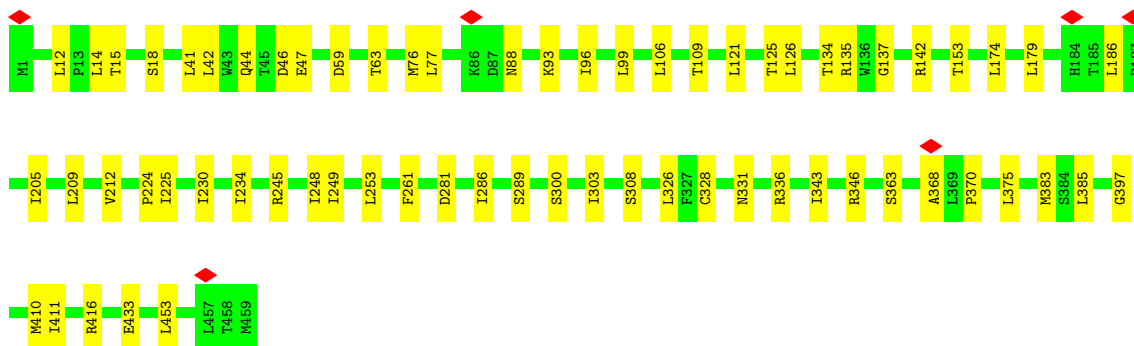 M1 L12 P13 L14 T15 S18 L41 L42 W43 Q44 T45 D46 E47 D59 T63 M76 L77 K86 D87 N88 K93 I96 L99 L106 T109 L121 T125 L126 T134 R135 W136 G137 R142 T153 L174 L179 H184 T185 L186
I205 L209 V212 P224 I225 I230 I234 R245 I248 I249 L253 F261 D281 I286 S289 S300 I303 S308 L326 F327 C328 N331 R336 I343 R346 S363 A368 L369 P370 L375 M383 S384 L385 G397
M410 I411 R416 E433 L453 L457 T458 M459